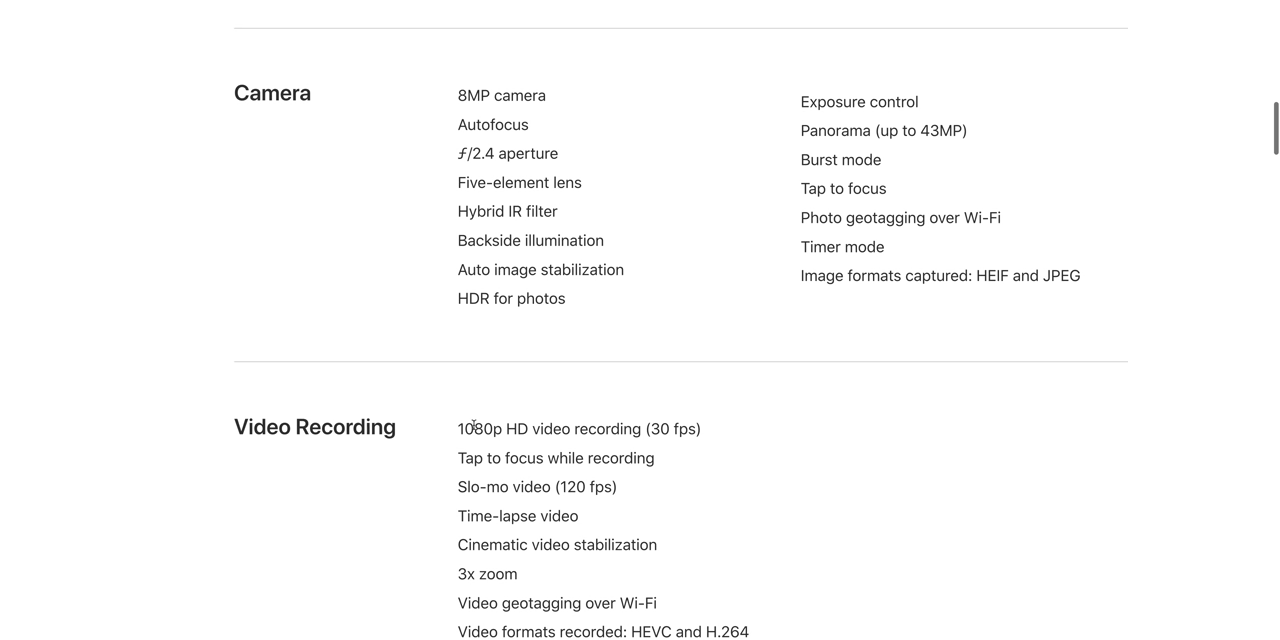 Camera
8MP camera
Autofocus
ƒ/2.4 aperture
Five-element lens
Hybrid IR filter
Backside illumination
Auto image stabilization
HDR for photos
Exposure control
Panorama (up to 43MP)
Burst mode
Tap to focus
Photo geotagging over Wi-Fi
Timer mode
Image formats captured: HEIF and JPEG
Video Recording
1080p HD video recording (30 fps)
Tap to focus while recording
Slo-mo video (120 fps)
Time-lapse video
Cinematic video stabilization
3x zoom
Video geotagging over Wi-Fi
Video formats recorded: HEVC and H.264